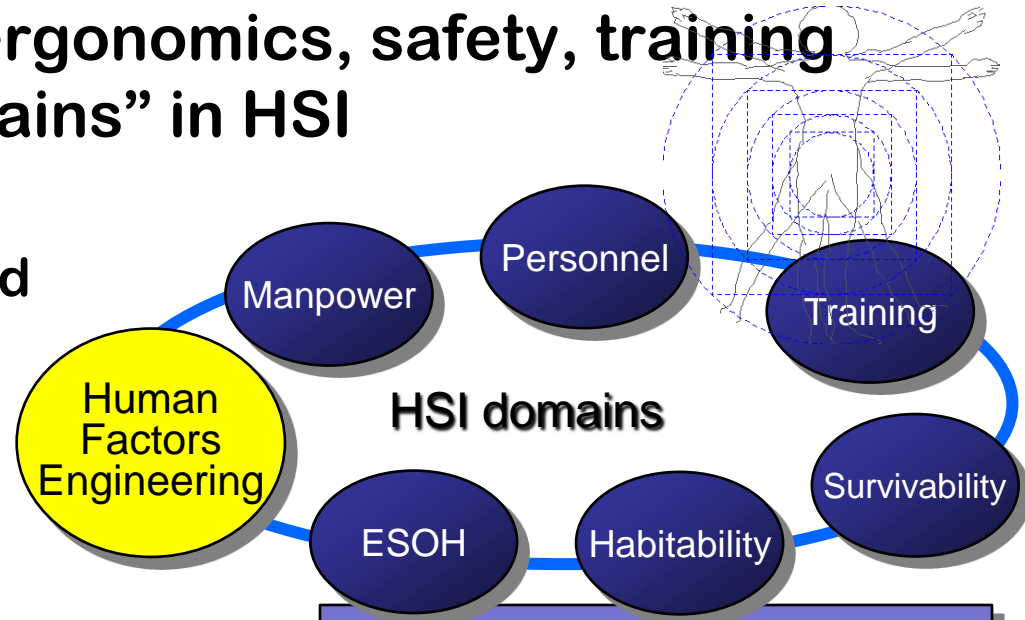 ergonomics, safety, training
ains” in HSI
d
Personnel
Manpower
Training
Human
Factors
Engineering
HSI domains
Survivability
ESOH
Habitability